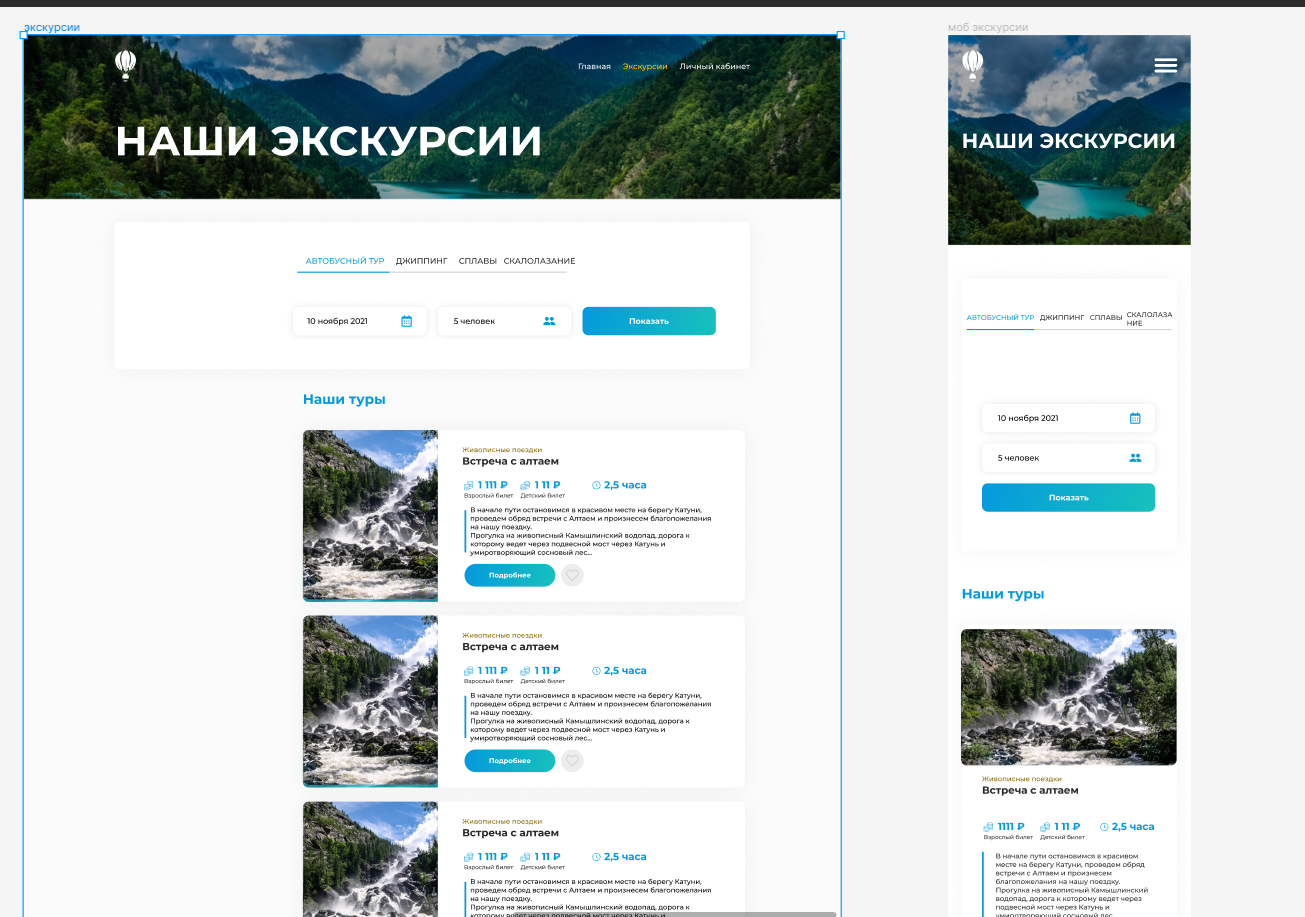 экскурсии
Главная Экскурсии Личный кабинет
НАШИ ЭКСКУРСИИ
АВТОБУСНЫЙ ТУР ДЖИППИНГ СПЛАВЫ СКАЛОЛАЗАНИЕ
10 ноября 2021
5 человек
Показать
Наши туры
Живописные поездки
Встреча с алтаем
1 111 ₽ 1 11 ₽ 2,5 часа
Взрослый билет Детский билет
В начале пути остановимся в красивом месте на берегу Катуни,
проведем обряд встречи с Алтаем и произнесем благопожелания
на нашу поездку.
Прогулка на живописный Камышлинский водопад, дорога к
которому ведет через подвесной мост через Катунь и
умиротворяющий сосновый лес...
Подробнее
Живописные поездки
Встреча с алтаем
1 111 ₽ 1 11 ₽ 2,5 часа
Взрослый билет Детский билет
В начале пути остановимся в красивом месте на берегу Катуни,
проведем обряд встречи с Алтаем и произнесем благопожелания
на нашу поездку.
Прогулка на живописный Камышлинский водопад, дорога к
которому ведет через подвесной мост через Катунь и
умиротворяющий сосновый лес...
Подробнее
Живописные поездки
Встреча с алтаем
1 111 ₽ 1 11 ₽ 2,5 часа
Взрослый билет Детский билет
В начале пути остановимся в красивом месте на берегу Катуни,
проведем обряд встречи с Алтаем и произнесем благопожелания
на нашу поездку.
Прогулка на живописный Камышлинский водопад, дорога к
которому ведет через подвесной мост через Катунь и
моб экскурсии
НАШИ ЭКСКУРСИИ
АВТОБУСНЫЙ ТУР ДЖИППИНГ СПЛАВЫ СКАЛОЛАЗА
НИЕ
10 ноября 2021
5 человек
Показать
Наши туры
Живописные поездки
Встреча с алтаем
1111 ₽ 1 11 ₽ 2,5 часа
Взрослый билет Детский билет
В начале пути остановимся в красивом
месте на берегу Катуни, проведем обряд
встречи с Алтаем и произнесем
благопожелания на нашу поездку.
Прогулка на живописный Камышлинский
водопад, дорога к которому ведет через
подвесной мост через Катунь и
умиротворяющий сосновый лес